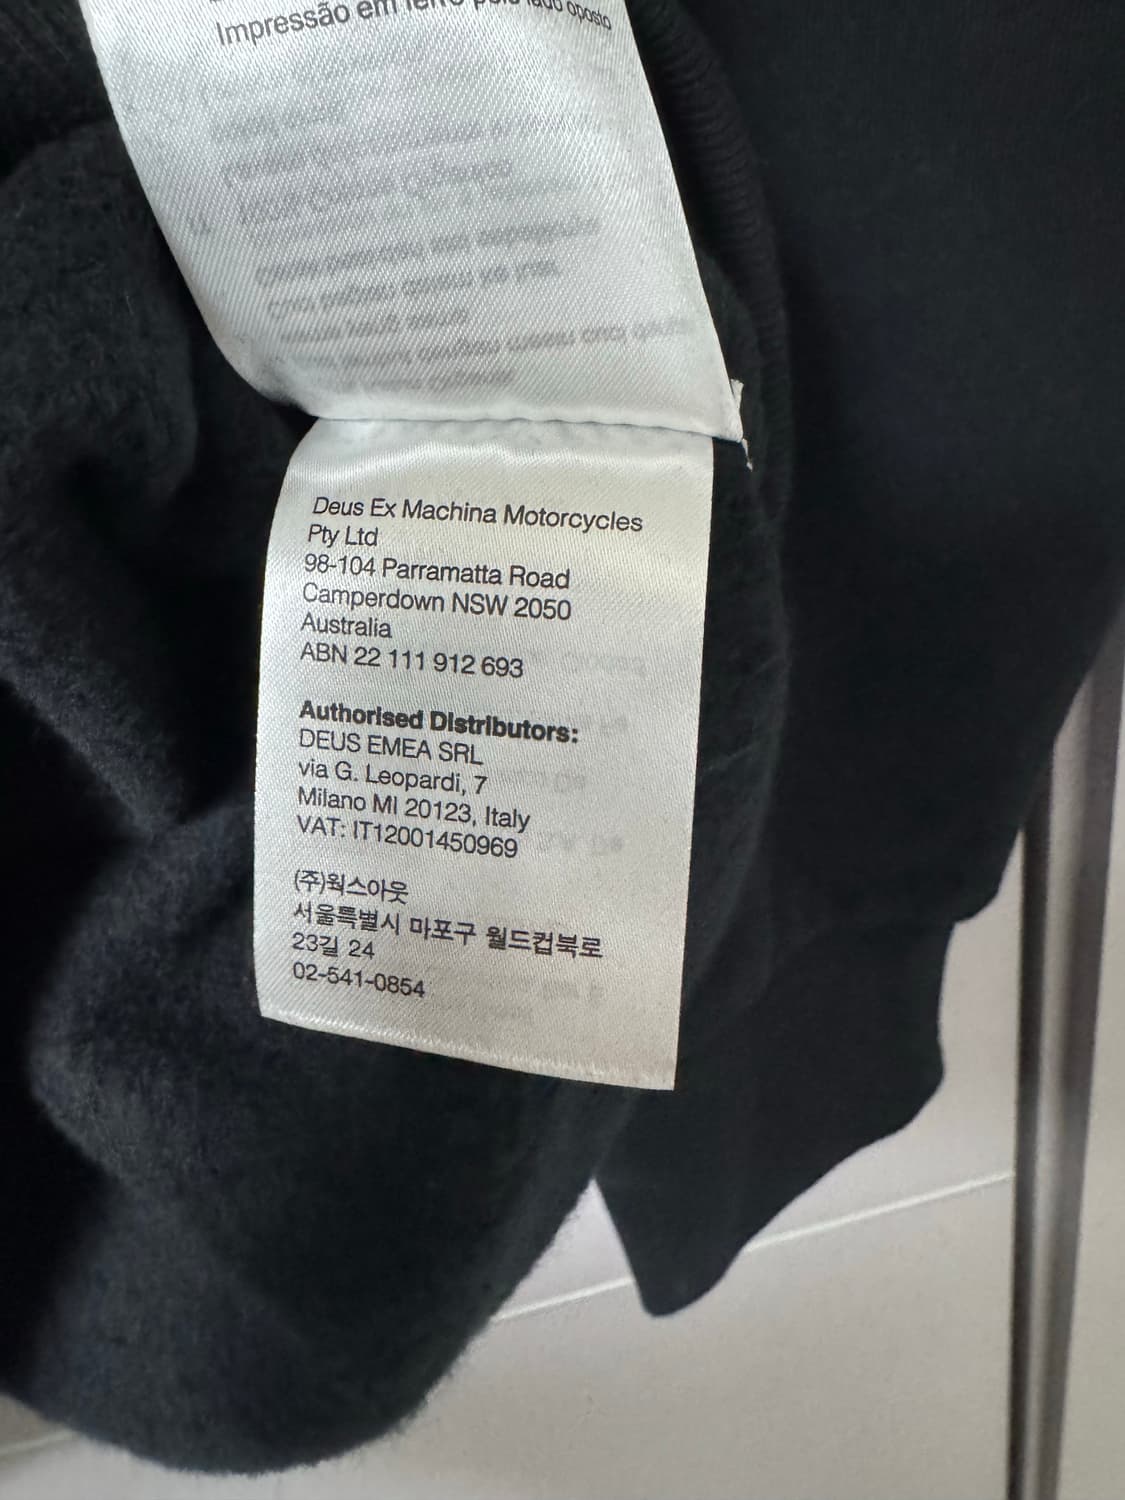 Impressão em
oposto
Deus Ex Machina Motorcycles
Pty Ltd
98-104 Parramatta Road
Camperdown NSW 2050
Australia
ABN 22 111 912 693
Authorised Distributors:
DEUS EMEA SRL
via G. Leopardi, 7
Milano MI 20123, Italy
VAT: IT12001450969
(주)웍스아웃
서울특별시 마포구 월드컵북로
23길 24
02-541-0854